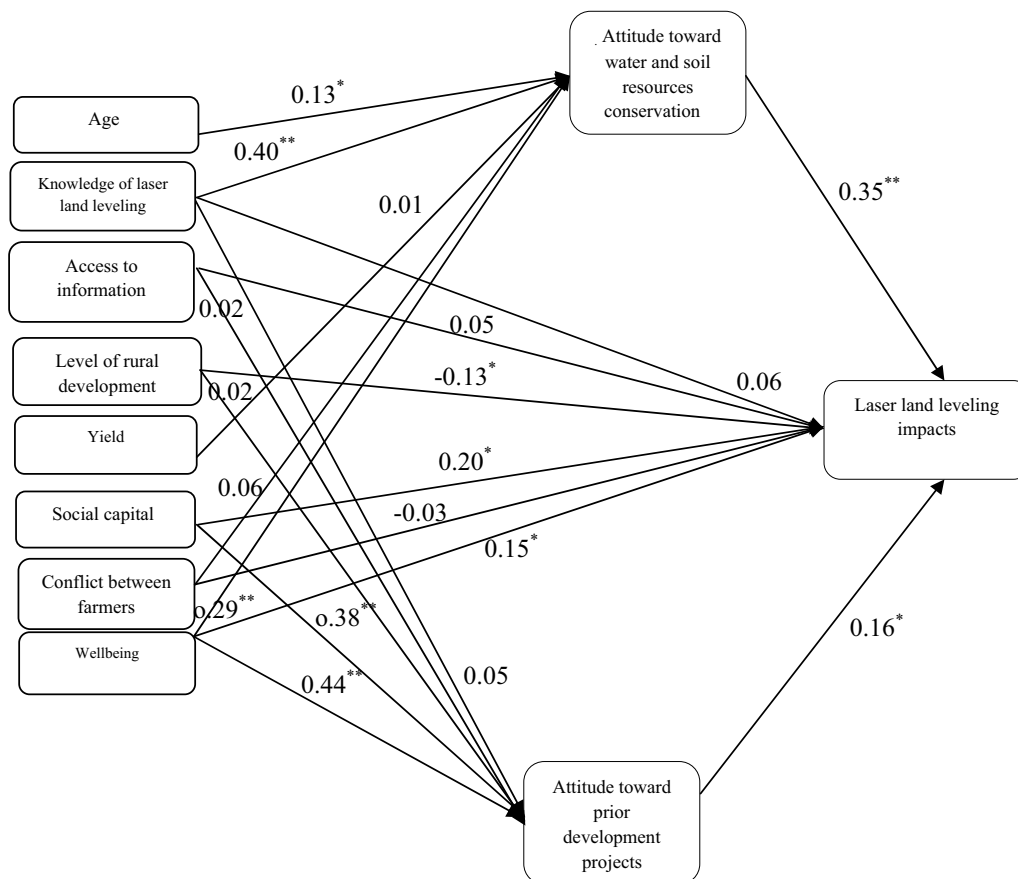 . Attitude toward
water and soil
resources
conservation
0.13*
Age
0.40**
Knowledge of laser
land leveling
0.01
0.35**
Access to
information
0.02
0.05
Level of rural
development
-0.13*
0.02
0.06
Laser land leveling
impacts
Yield
0.20*
0.06
Social capital
-0.03
0.15*
Conflict between
farmers
o.29**
o.38**
Wellbeing
0.16*
0.44**
0.05
Attitude toward
prior
development
projects